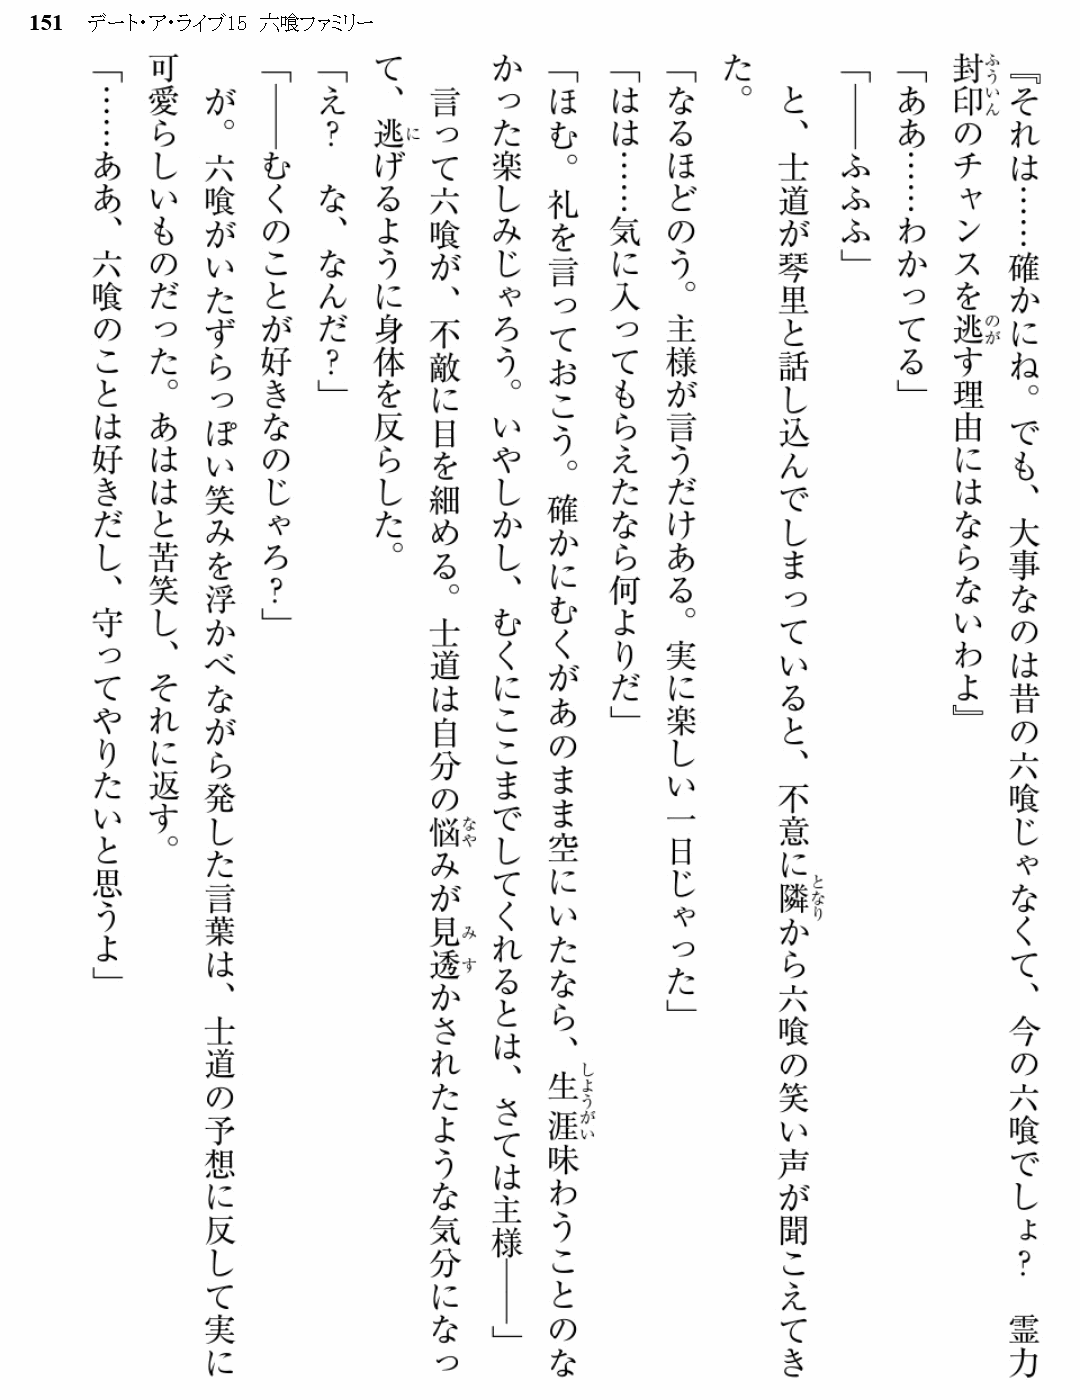 151 デート・ア・ライブ15 六喰ファミリー
『それは……確かにね。でも、大事なのは昔の六喰じゃなくて、今の六喰でしょ？　霊力
封印のチャンスを逃す理由にはならないわよ』
「ああ……わかってる」
「――ふふふ」
　と、士道が琴里と話し込んでしまっていると、不意に隣から六喰の笑い声が聞こえてき
た。
「なるほどのう。主様が言うだけある。実に楽しい一日じゃった」
「はは……気に入ってもらえたなら何よりだ」
「ほむ。礼を言っておこう。確かにむくがあのまま空にいたなら、生涯味わうことのな
かった楽しみじゃろう。いやしかし、むくにここまでしてくれるとは、さては主様――」
　言って六喰が、不敵に目を細める。士道は自分の悩みが見透かされたような気分になっ
て、逃げるように身体を反らした。
「え？　な、なんだ？」
「――むくのことが好きなのじゃろ？」
　が。六喰がいたずらっぽい笑みを浮かべながら発した言葉は、士道の予想に反して実に
可愛らしいものだった。あははと苦笑し、それに返す。
「……ああ、六喰のことは好きだし、守ってやりたいと思うよ」